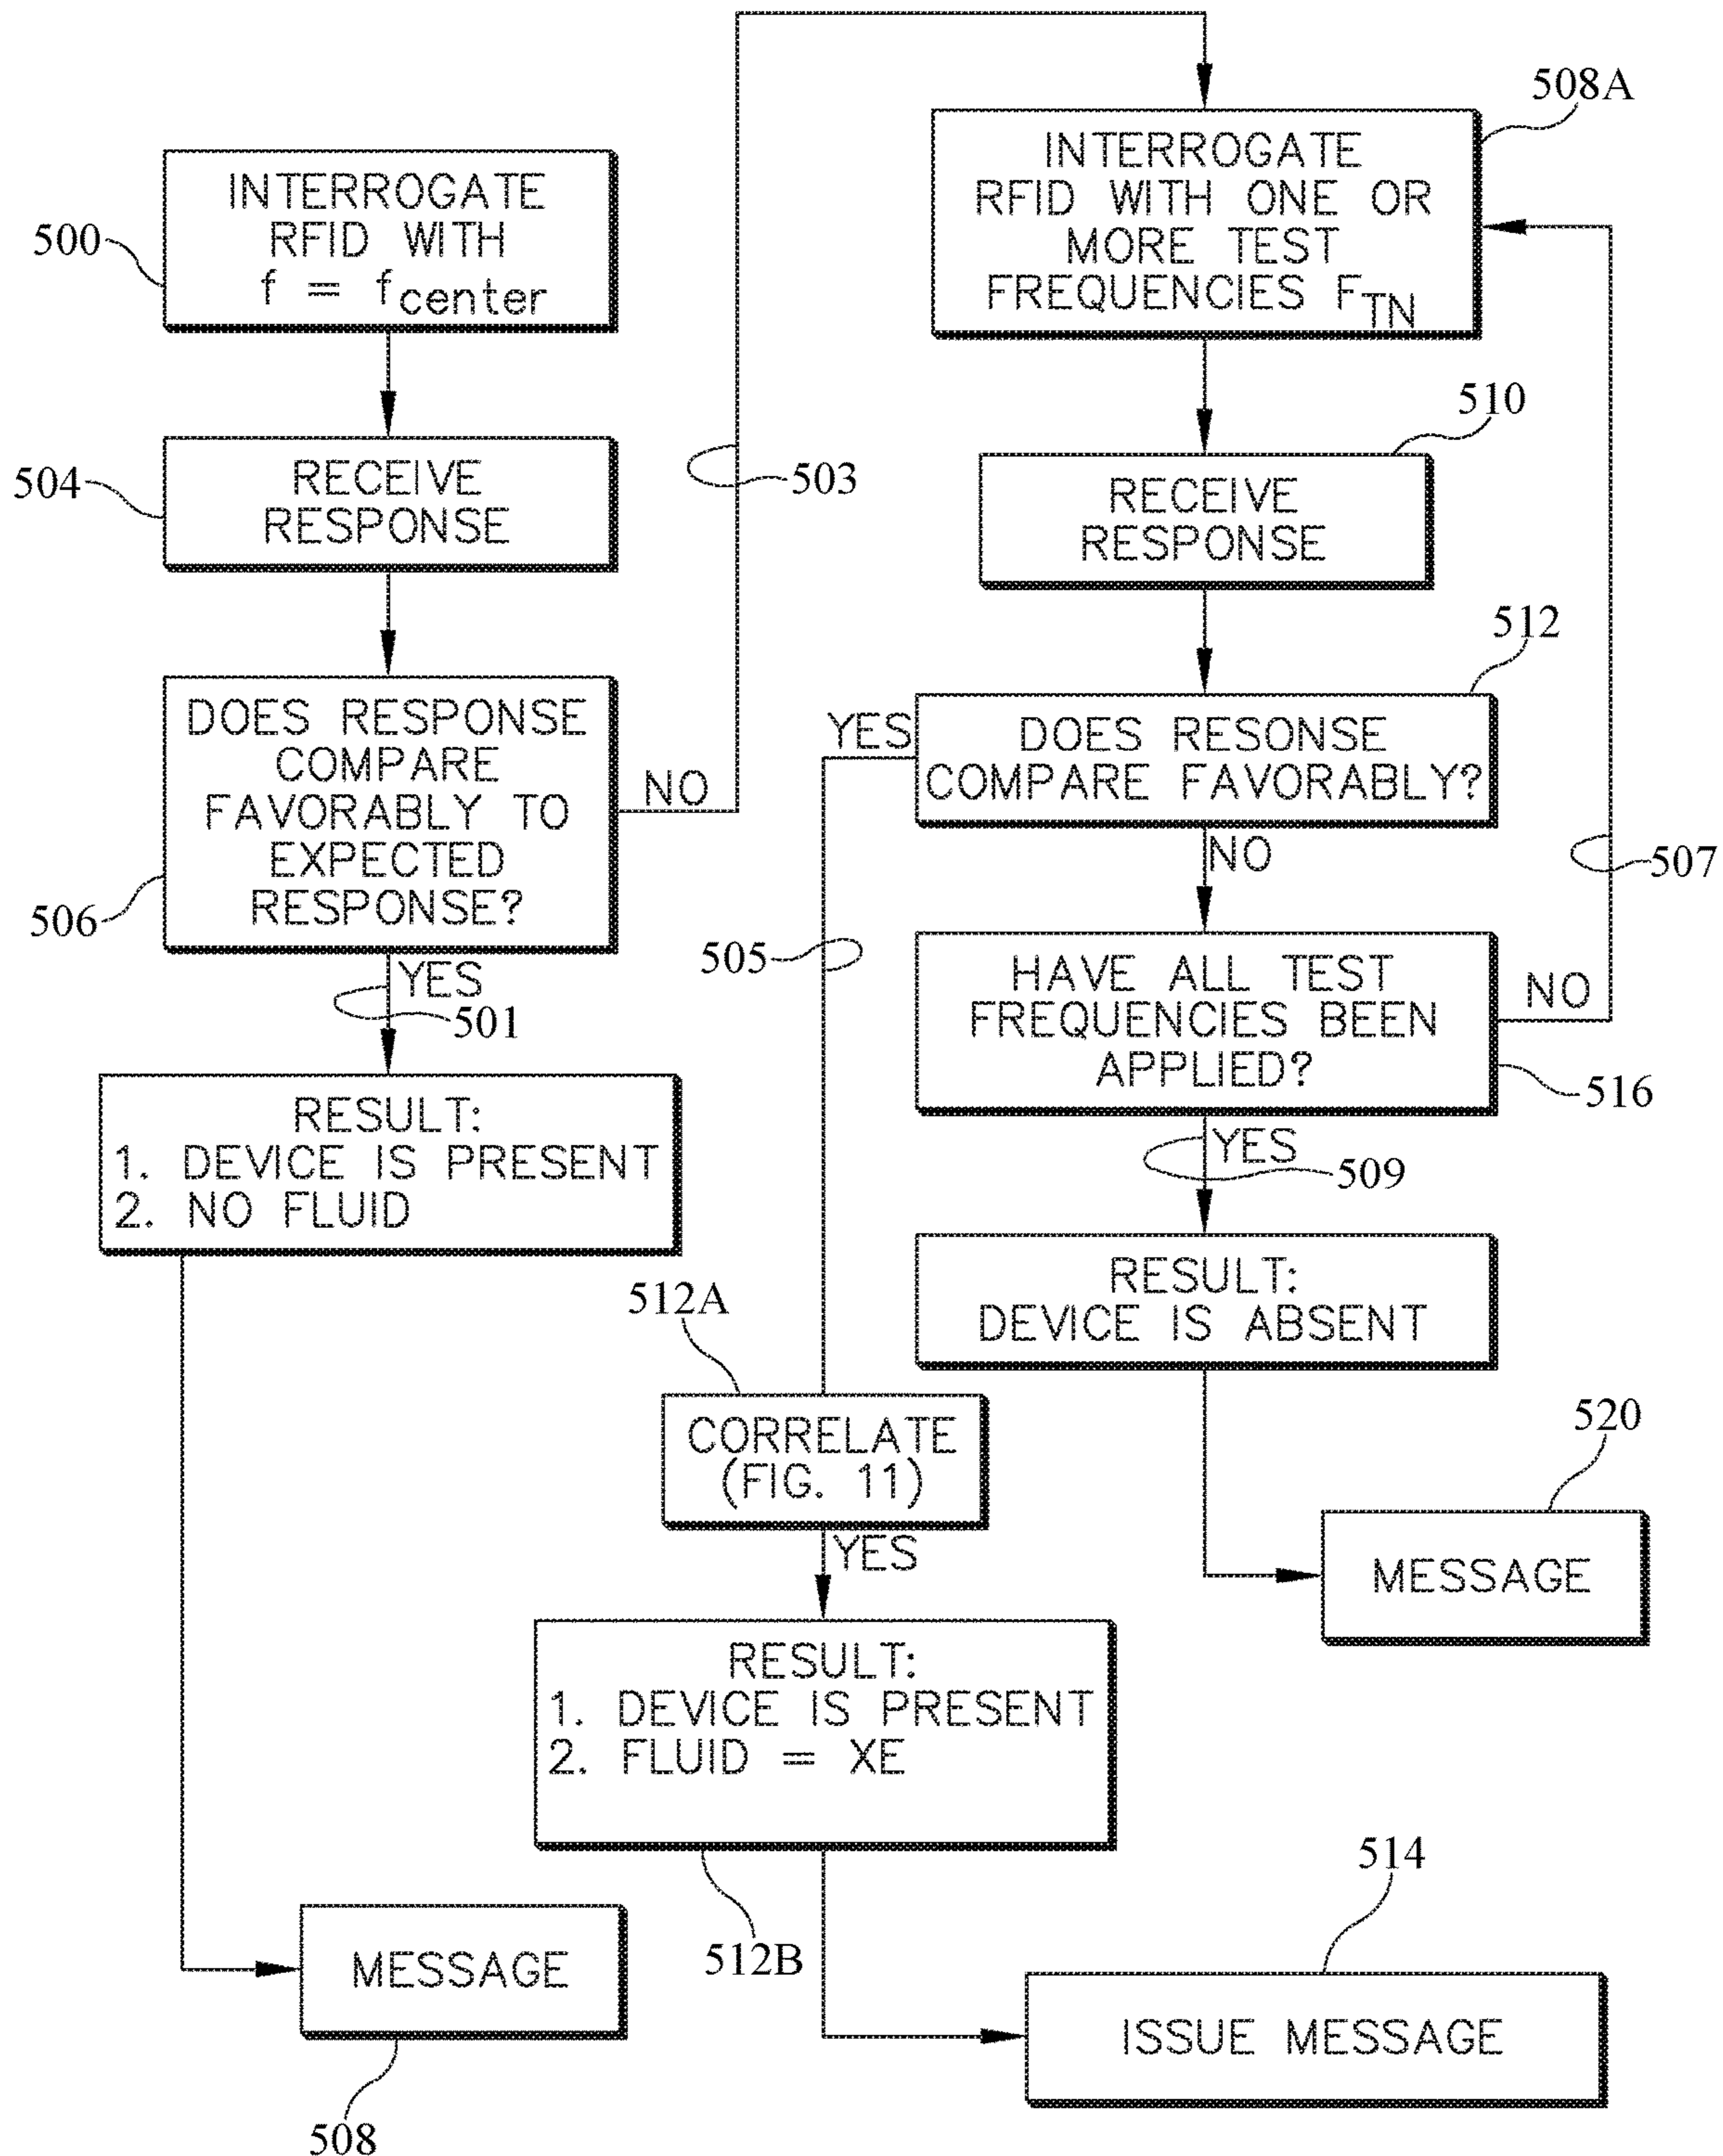 500
INTERROGATE
RFID WITH
f = fcenter
504
RECEIVE
RESPONSE
506
DOES RESPONSE
COMPARE
FAVORABLY TO
EXPECTED
RESPONSE?
NO
503
YES
501
RESULT:
1. DEVICE IS PRESENT
2. NO FLUID
MESSAGE
508
508A
INTERROGATE
RFID WITH ONE OR
MORE TEST
FREQUENCIES FTN
510
RECEIVE
RESPONSE
512
DOES RESONSE
COMPARE FAVORABLY?
YES
505
NO
HAVE ALL TEST
FREQUENCIES BEEN
APPLIED?
516
NO
507
YES
509
RESULT:
DEVICE IS ABSENT
520
MESSAGE
512A
CORRELATE
(FIG. 11)
YES
RESULT:
1. DEVICE IS PRESENT
2. FLUID = XE
512B
514
ISSUE MESSAGE